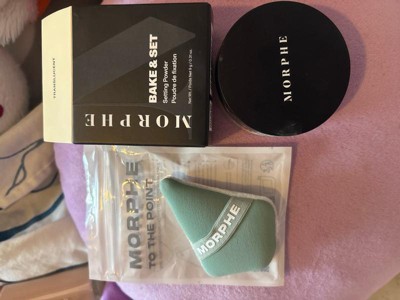 TRANSLUCENT
MORPHE
BAKE & SET
Setting Powder
Poudre de fixation
MORPHE
MORPHE
TO THE POINT
MORPHE